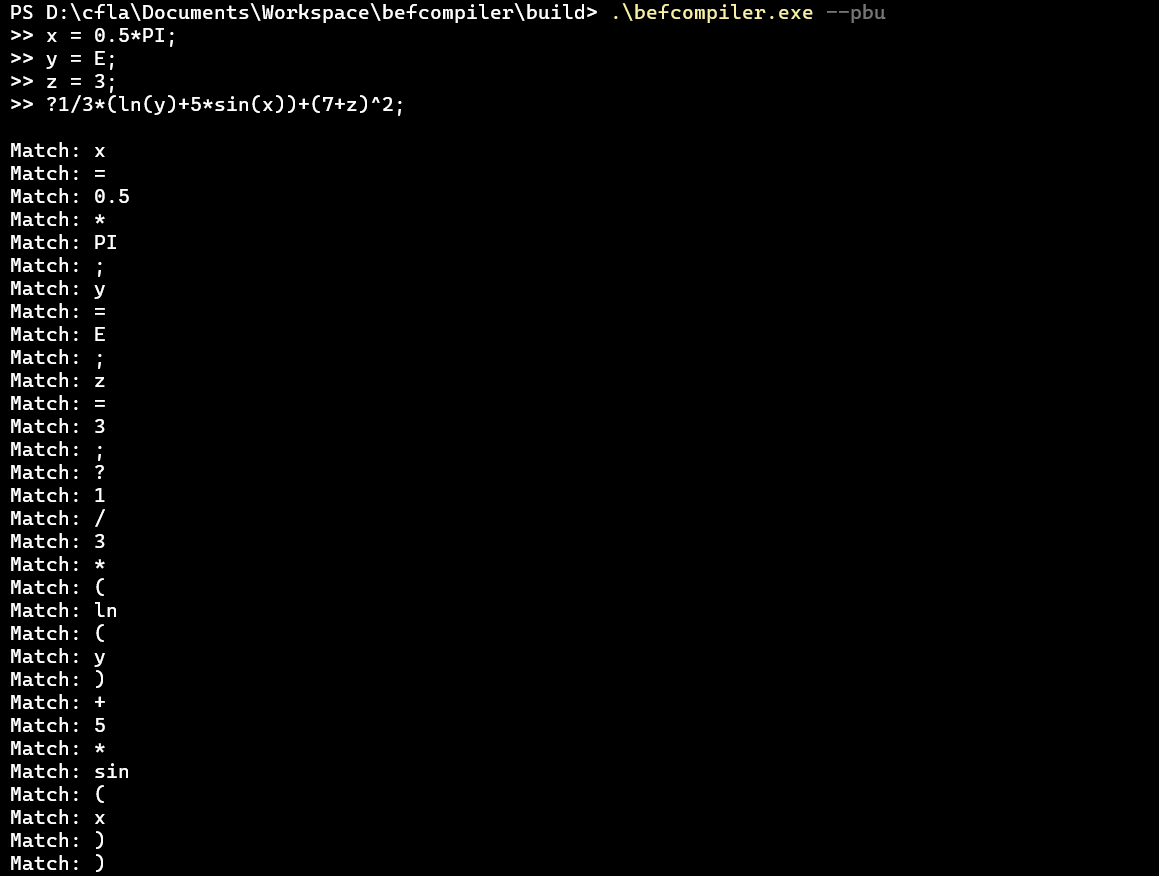 PS D:\cfla\Documents\Workspace\befcompiler\build> .\befcompiler.exe --pbu
>> x = 0.5*PI;
>> y = E;
>> z = 3;
>> ?1/3*(ln(y)+5*sin(x))+(7+z)^2;
Match: x
Match: =
Match: 0.5
Match: *
Match: PI
Match: ;
Match: y
Match: =
Match: E
Match: ;
Match: z
Match: =
Match: 3
Match: ;
Match: ?
Match: 1
Match: /
Match: 3
Match: *
Match: (
Match: ln
Match: (
Match: y
Match: )
Match: +
Match: 5
Match: *
Match: sin
Match: (
Match: x
Match: )
Match: )